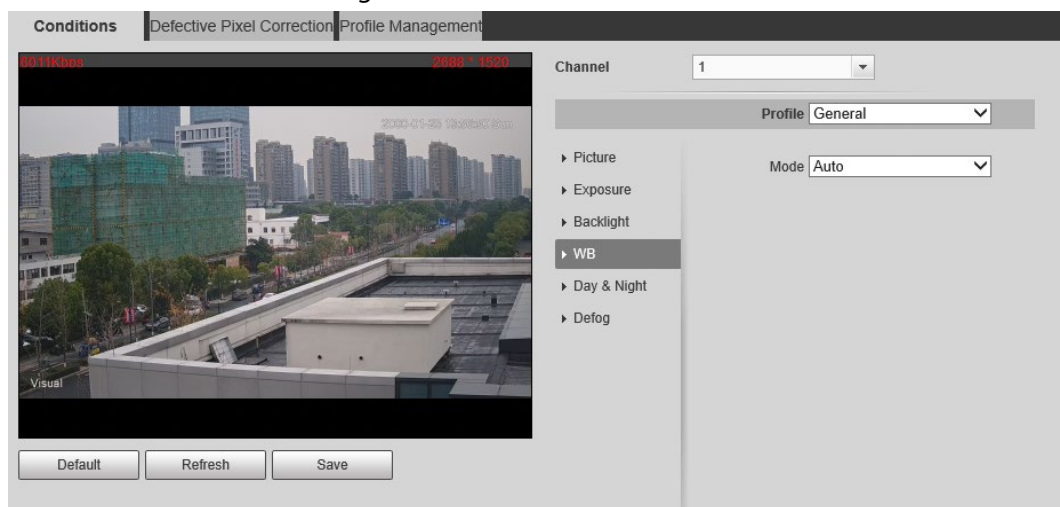 Conditions Defective Pixel Correction Profile Management
6011Kbps 2688 * 1520
Visual
Default Refresh Save
Channel 1
Profile General
Picture
Exposure
Backlight
WB
Day & Night
Defog
Mode Auto